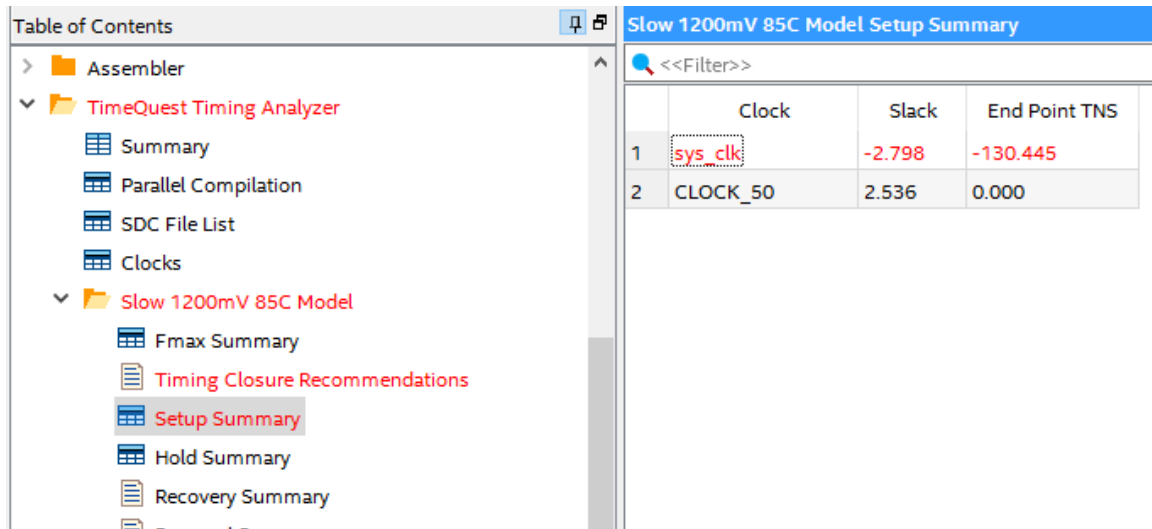 Table of Contents
Assembler
TimeQuest Timing Analyzer
Summary
Parallel Compilation
SDC File List
Clocks
Slow 1200mV 85C Model
Fmax Summary
Timing Closure Recommendations
Setup Summary
Hold Summary
Recovery Summary
Slow 1200mV 85C Model Setup Summary
<<Filter>>
Clock Slack End Point TNS
1 sys_clk -2.798 -130.445
2 CLOCK_50 2.536 0.000